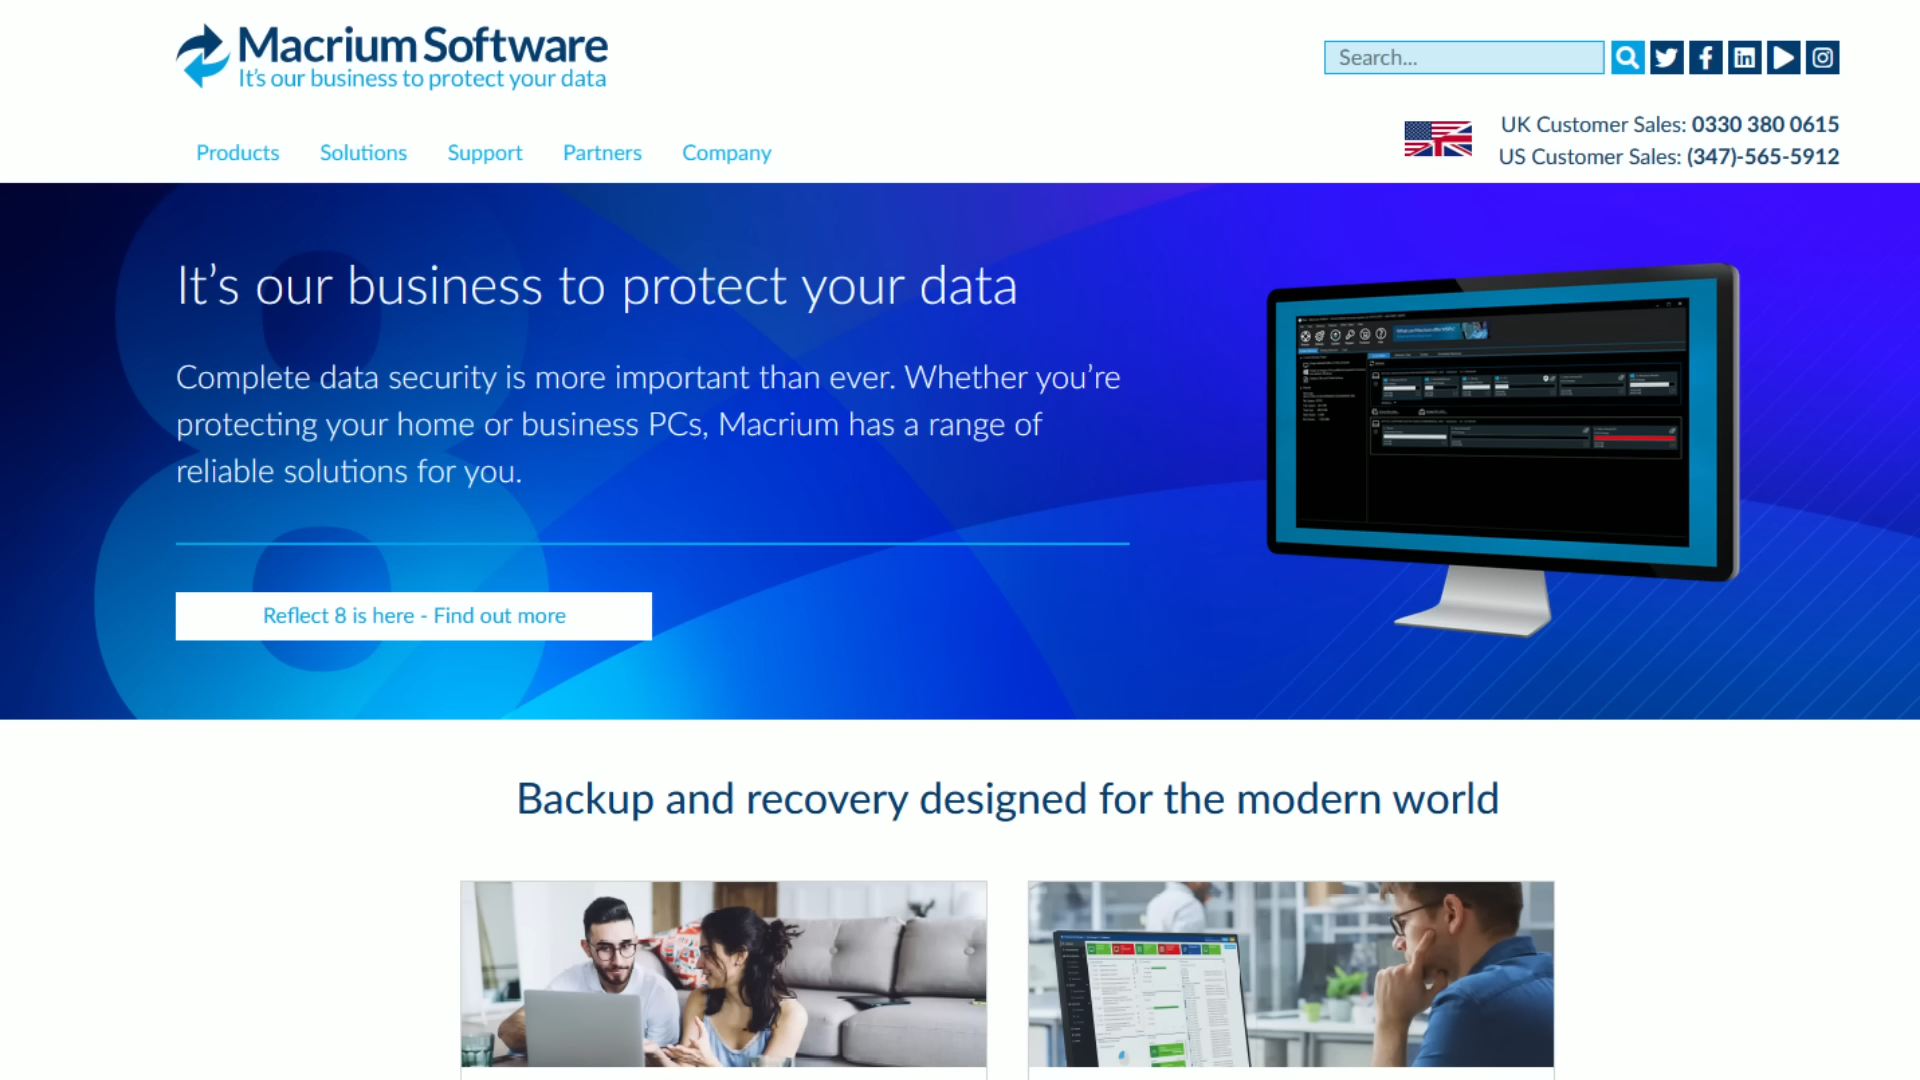 Macrium Software
It's our business to protect your data
Search...
UK Customer Sales: 0330 380 0615
US Customer Sales: (347)-565-5912
Products Solutions Support Partners Company
It's our business to protect your data
Complete data security is more important than ever. Whether you're
protecting your home or business PCs, Macrium has a range of
reliable solutions for you.
Reflect 8 is here - Find out more
Backup and recovery designed for the modern world